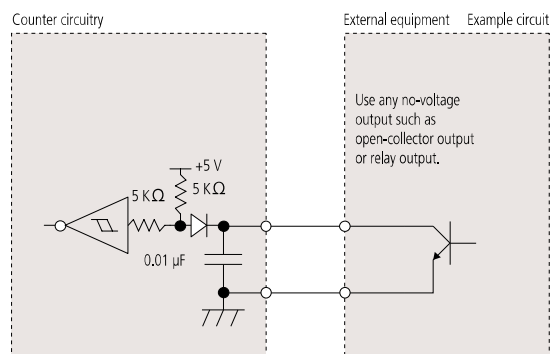 Counter circuitry
External equipment Example circuit
Use any no-voltage
output such as
open-collector output
or relay output.
+5 V
5 KΩ
5 KΩ
0.01 µF